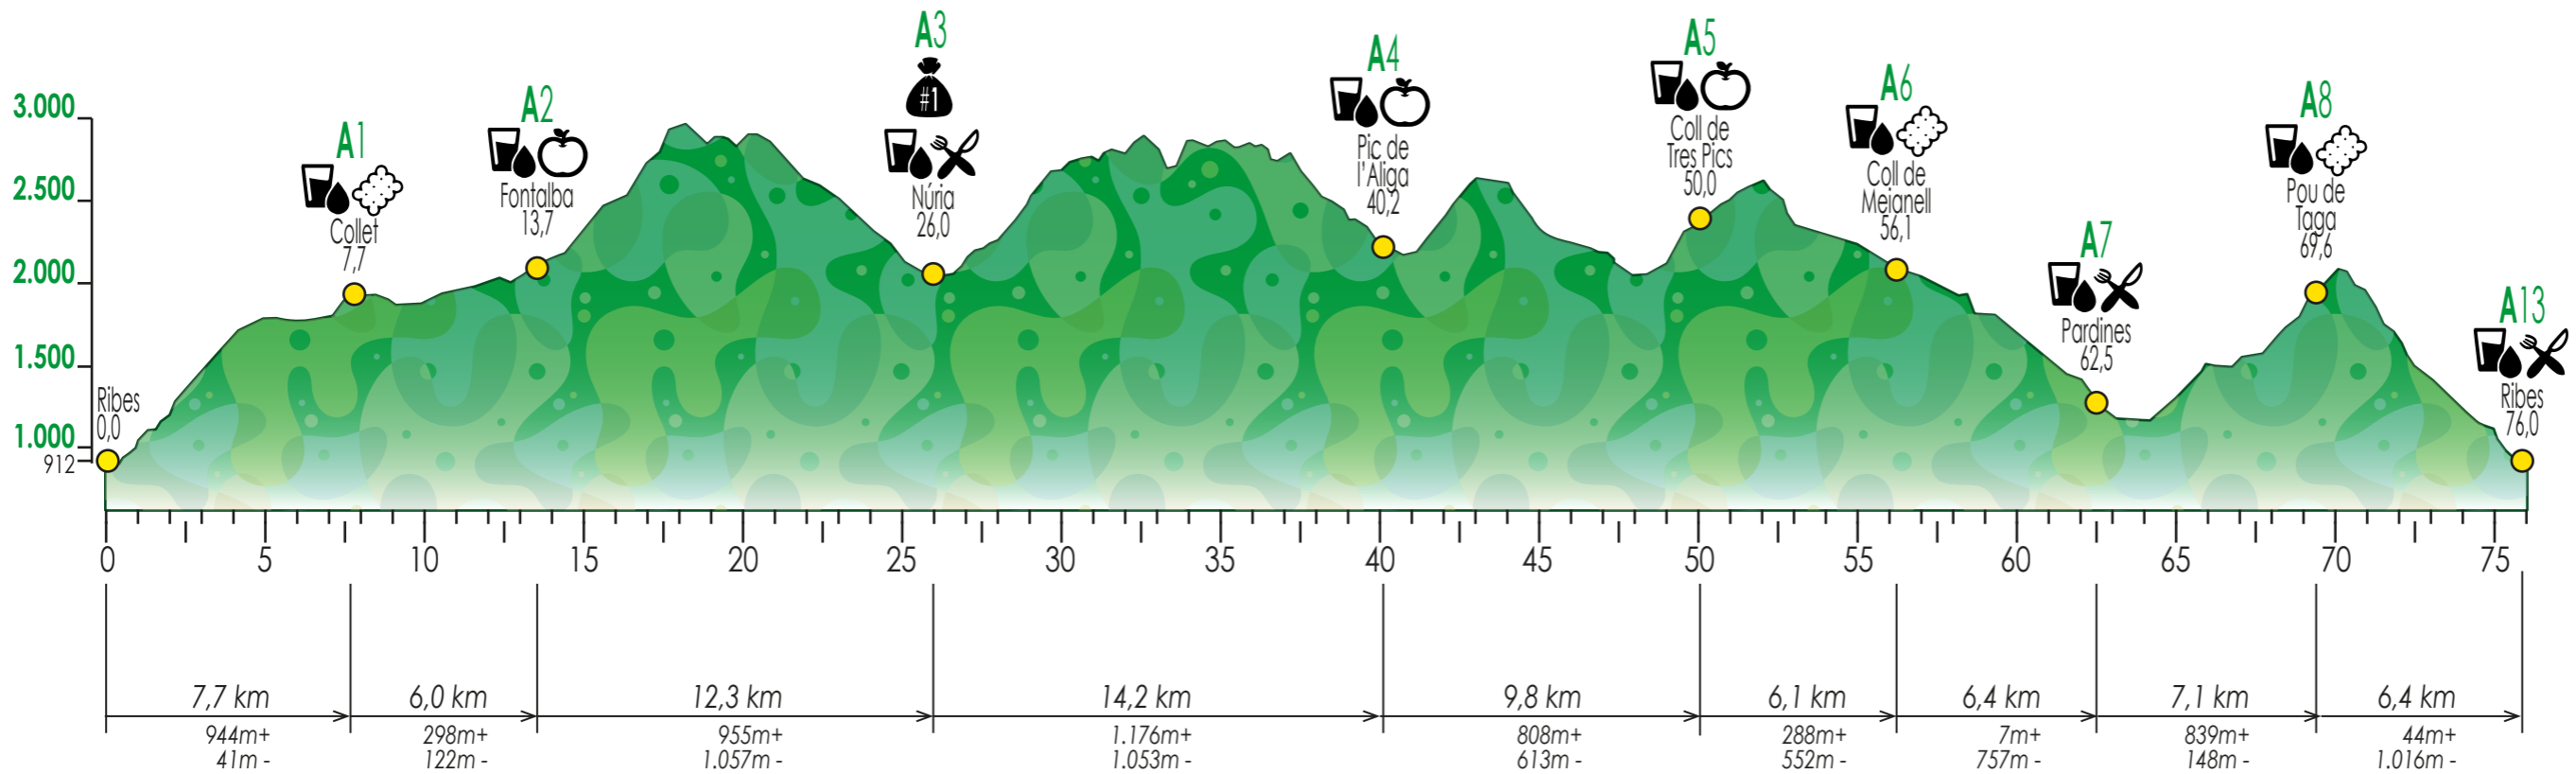 3.000
2.500
2.000
1.500
1.000
912
Ribes
0,0
A1
Collet
7,7
A2
Fontalba
13,7
A3
#1
Núria
26,0
A4
Pic de
l'Aliga
40,2
A5
Coll de
Tres Pics
50,0
A6
Coll de
Meianell
56,1
A7
Pardines
62,5
A8
Pou de
Taga
69,6
A13
Ribes
76,0
0 5 10 15 20 25 30 35 40 45 50 55 60 65 70 75
7,7 km
944m+
41m -
6,0 km
298m+
122m -
12,3 km
955m+
1.057m -
14,2 km
1.176m+
1.053m -
9,8 km
808m+
613m -
6,1 km
288m+
552m -
6,4 km
7m+
757m -
7,1 km
839m+
148m -
6,4 km
44m+
1.016m -